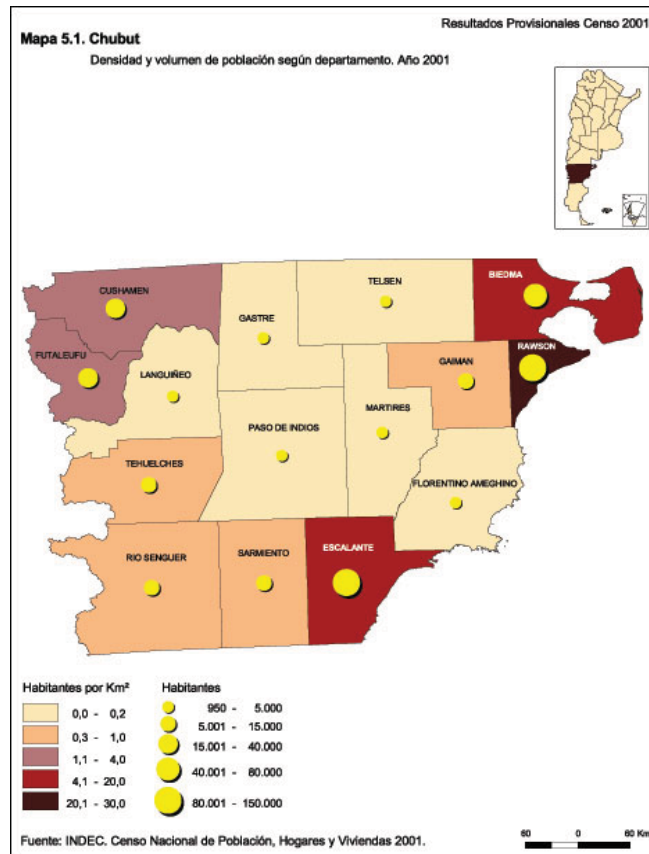 Resultados Provisionales Censo 2001
Mapa 5.1. Chubut
Densidad y volumen de población según departamento. Año 2001
CUSHAMEN
TELSEN
BIEDMA
GASTRE
FUTALEUFU
RAWSON
GAIMAN
LANGUIÑEO
MARTIRES
PASO DE INDIOS
TEHUELCHES
FLORENTINO AMEGHINO
RIO SENGUER
SARMIENTO
ESCALANTE
Habitantes por Km²
0,0 - 0,2
0,3 - 1,0
1,1 - 4,0
4,1 - 20,0
20,1 - 30,0
Habitantes
950 - 5.000
5.001 - 15.000
15.001 - 40.000
40.001 - 80.000
80.001 - 150.000
Fuente: INDEC. Censo Nacional de Población, Hogares y Viviendas 2001.
60 0 60 Km